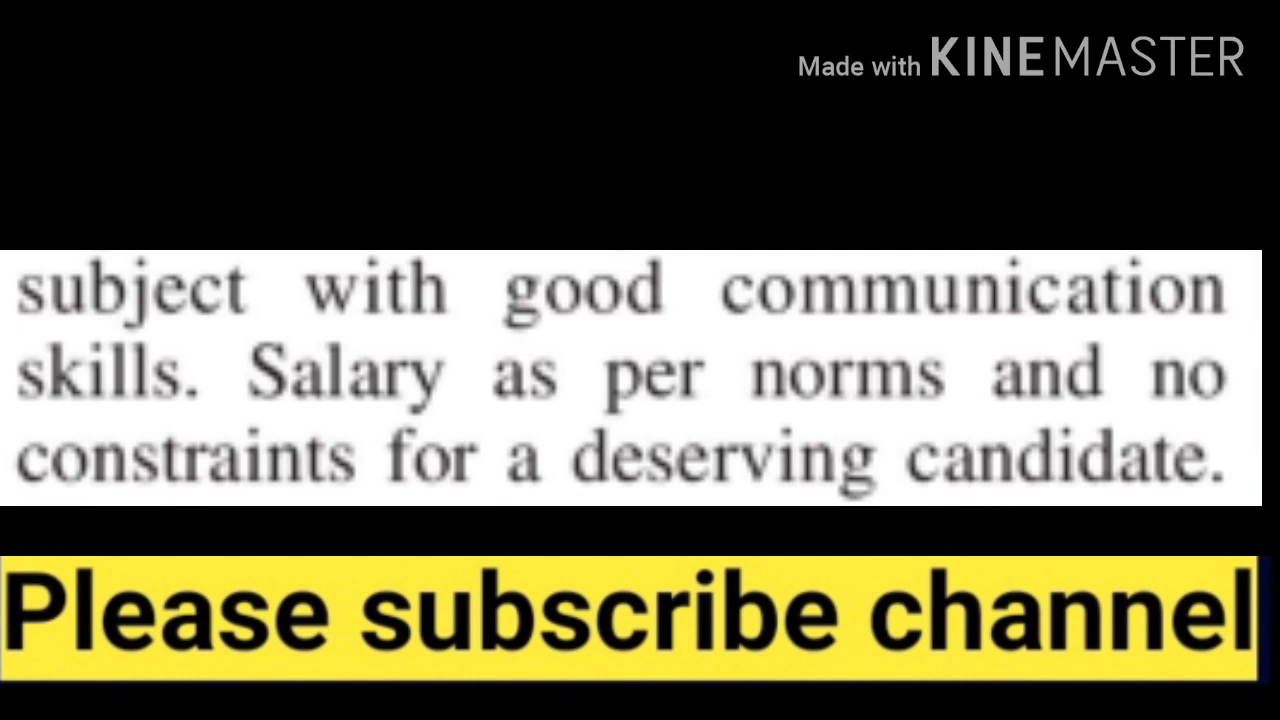 Made with KINEMASTER
subject with good communication
skills. Salary as per norms and no
constraints for a deserving candidate.
Please subscribe channel